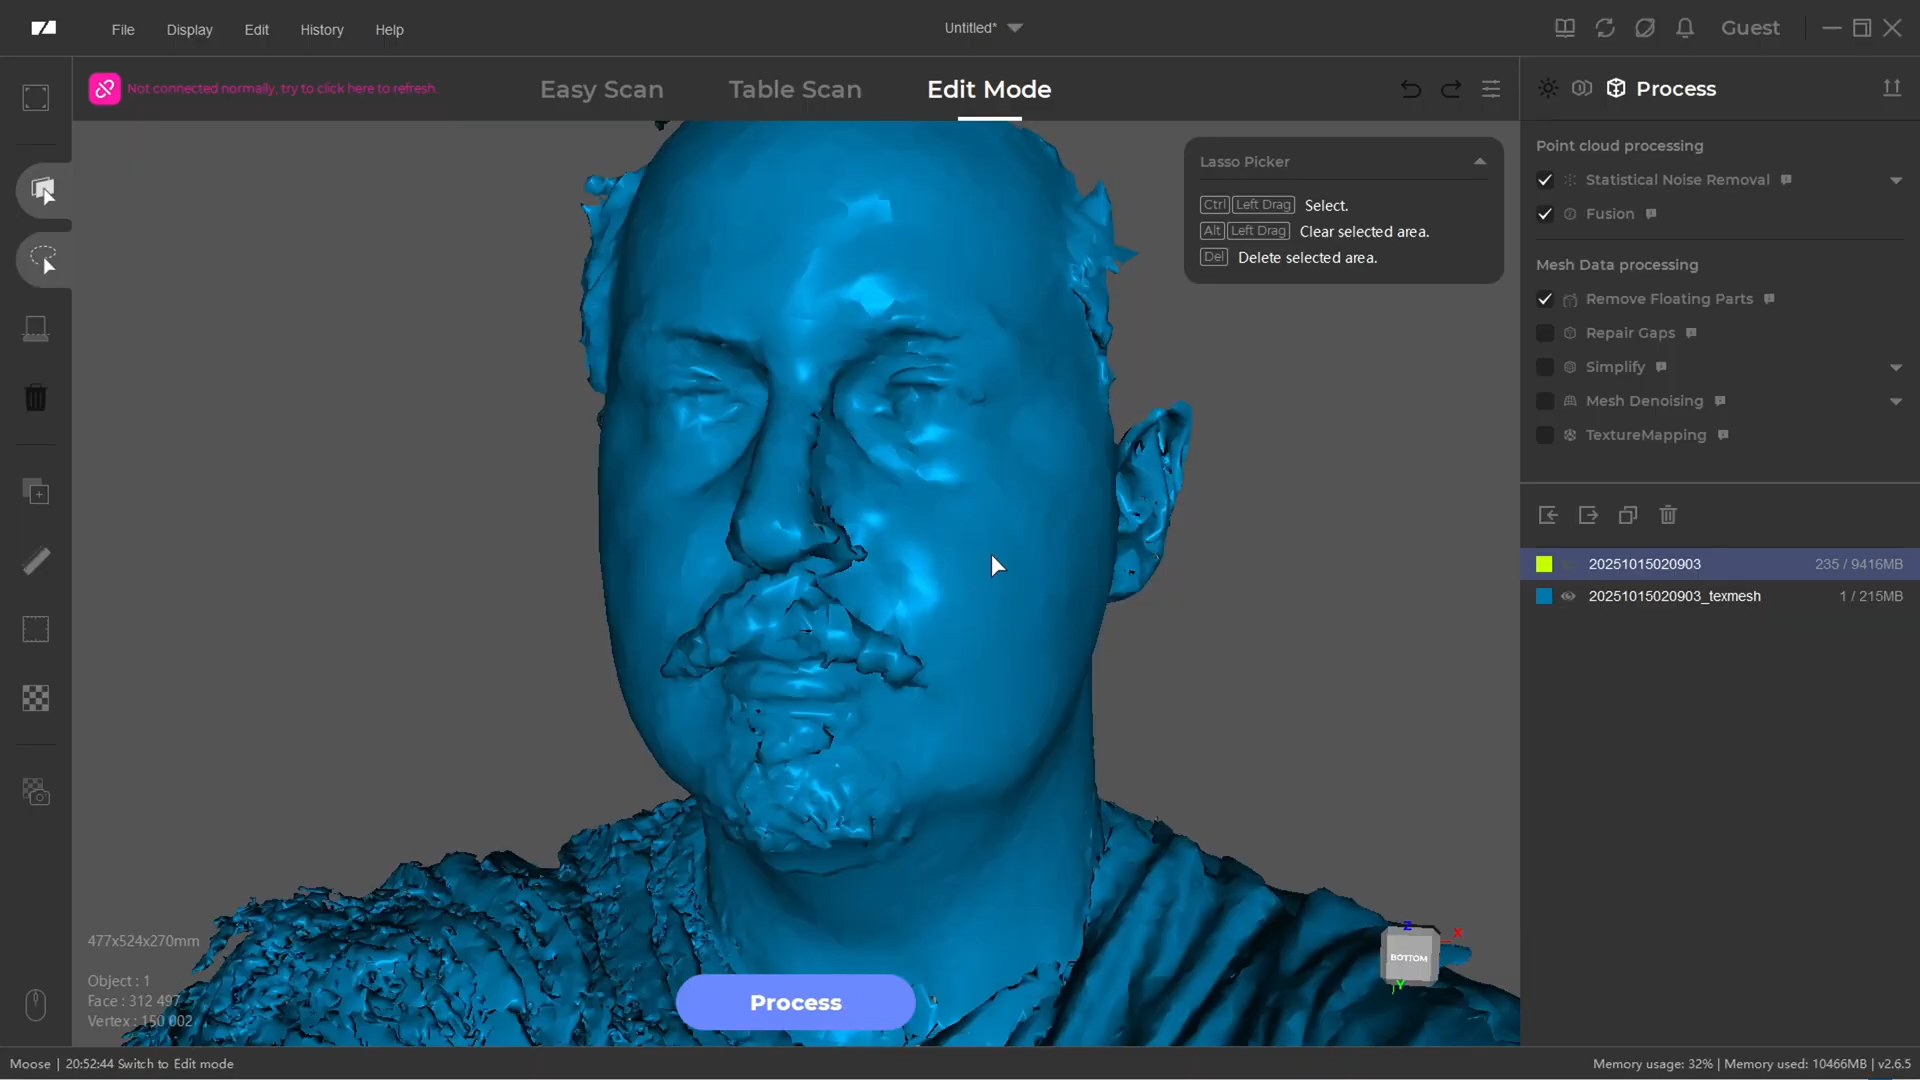 File Display Edit History Help
Untitled*
Guest
Not connected normally, try to click here to refresh.
Easy Scan
Table Scan
Edit Mode
Process
Lasso Picker
Ctrl Left Drag Select.
Alt Left Drag Clear selected area.
Del Delete selected area.
Point cloud processing
Statistical Noise Removal
Fusion
Mesh Data processing
Remove Floating Parts
Repair Gaps
Simplify
Mesh Denoising
TextureMapping
20251015020903 235 / 9416MB
20251015020903_texmesh 1 / 215MB
477x524x270mm
Object : 1
Face : 312 497
Vertex : 150 002
Process
Z
X
BOTTOM
Y
Moose | 20:52:44 Switch to Edit mode
Memory usage: 32% | Memory used: 10466MB | v2.6.5